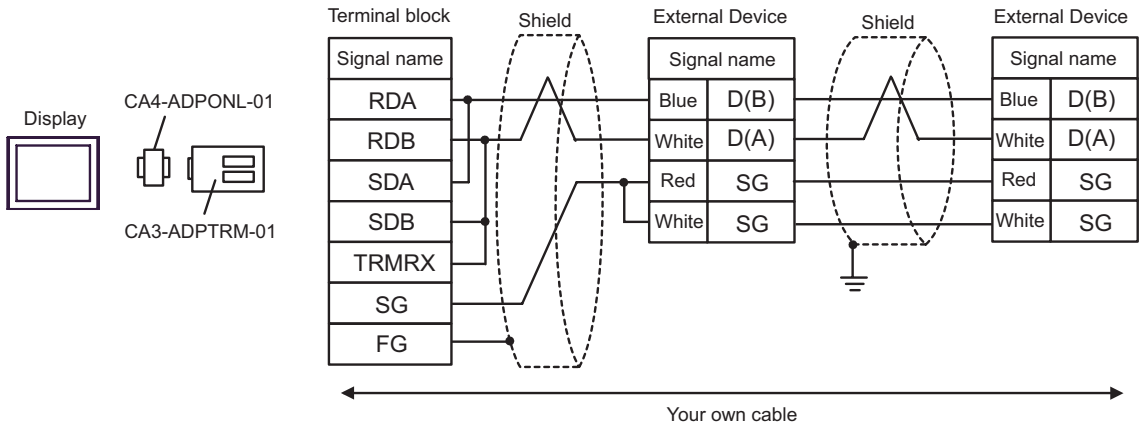 Display
CA4-ADPONL-01
CA3-ADPTRM-01
Terminal block
Signal name
RDA
RDB
SDA
SDB
TRMRX
SG
FG
Shield
External Device
Signal name
Blue D(B)
White D(A)
Red SG
White SG
Shield
External Device
Signal name
Blue D(B)
White D(A)
Red SG
White SG
Your own cable